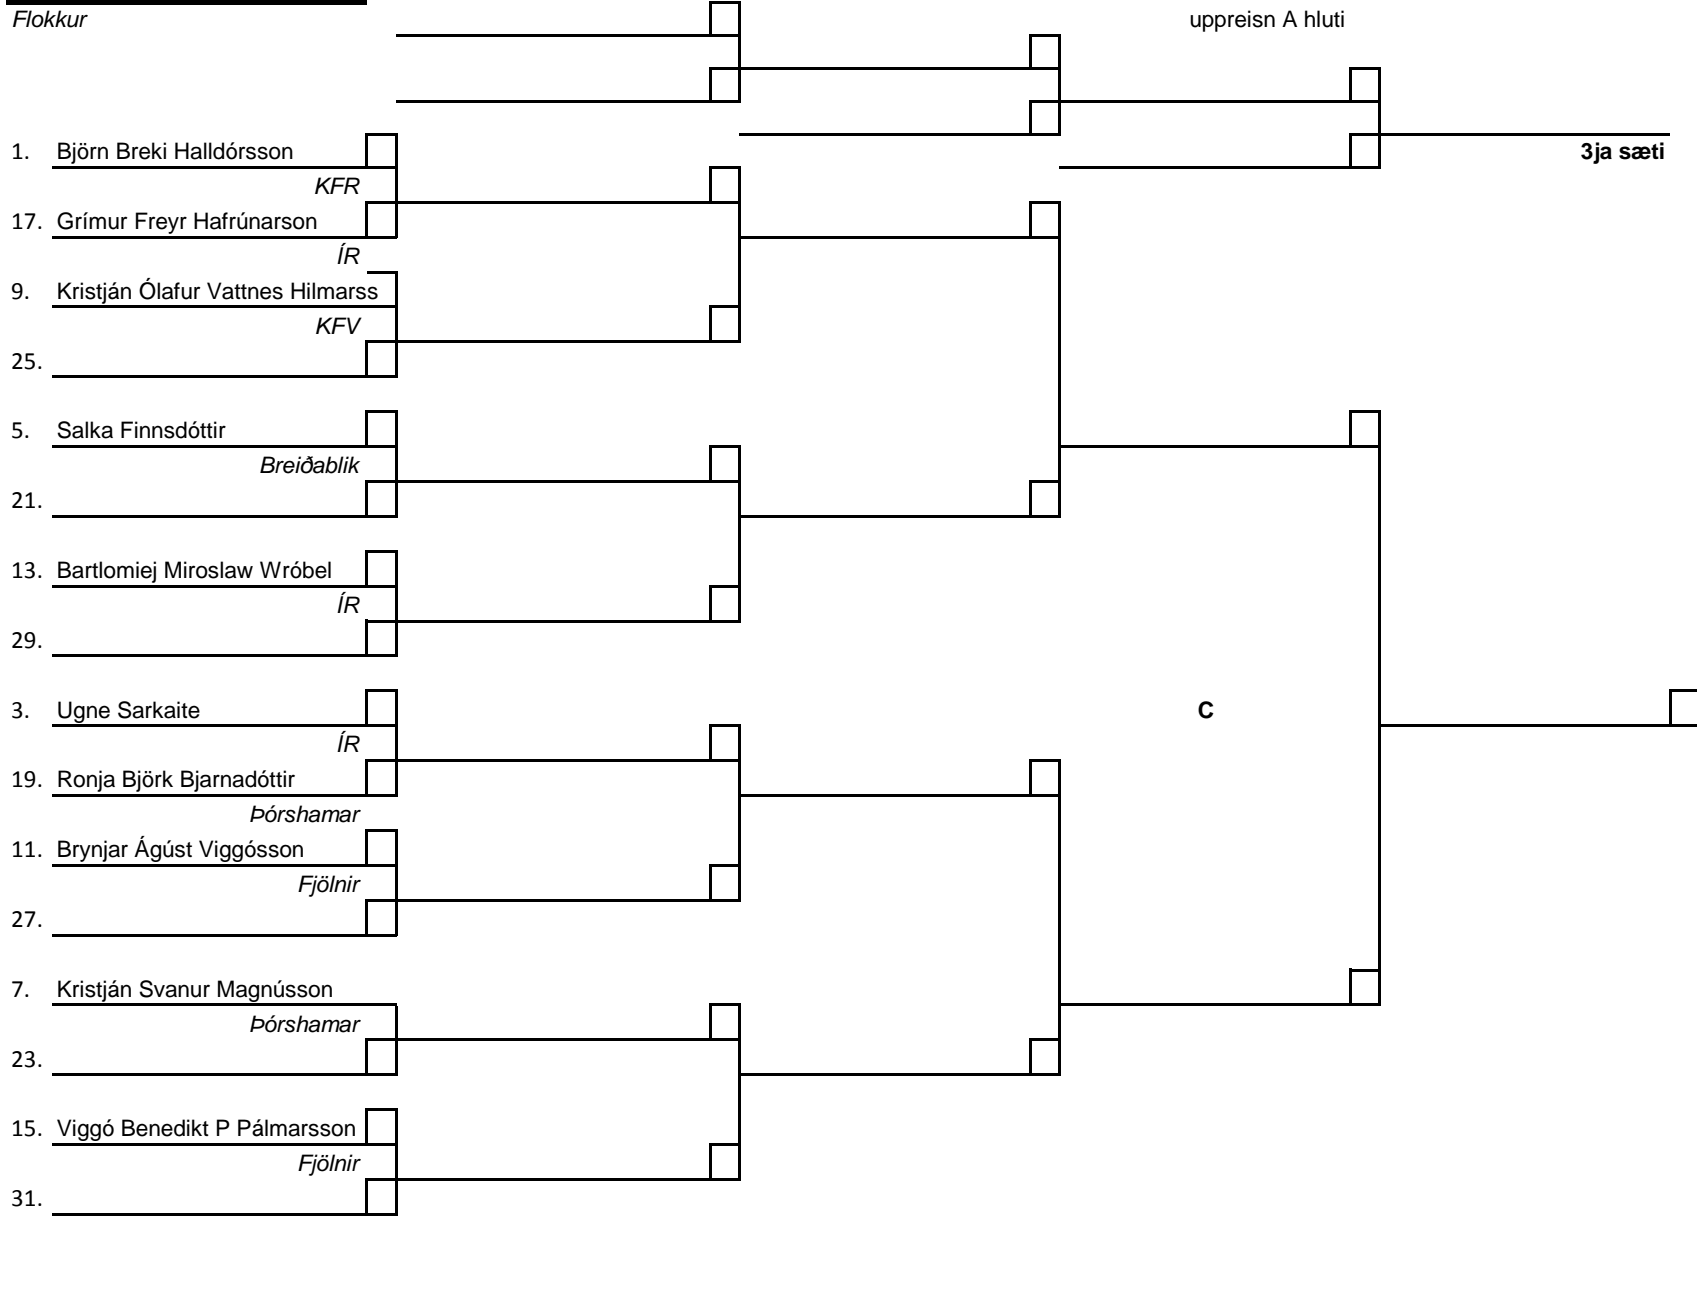 Flokkur
uppreisn A hluti
1. Björn Breki Halldórsson
3ja sæti
KFR
17. Grímur Freyr Hafrúnarson
ÍR
9. Kristján Ólafur Vattnes Hilmarss
KFV
25.
5. Salka Finnsdóttir
Breiðablik
21.
13. Bartlomiej Miroslaw Wróbel
ÍR
29.
3. Ugne Sarkaite
C
ÍR
19. Ronja Björk Bjarnadóttir
Þórshamar
11. Brynjar Ágúst Viggósson
Fjölnir
27.
7. Kristján Svanur Magnússon
Þórshamar
23.
15. Viggó Benedikt P Pálmarsson
Fjölnir
31.